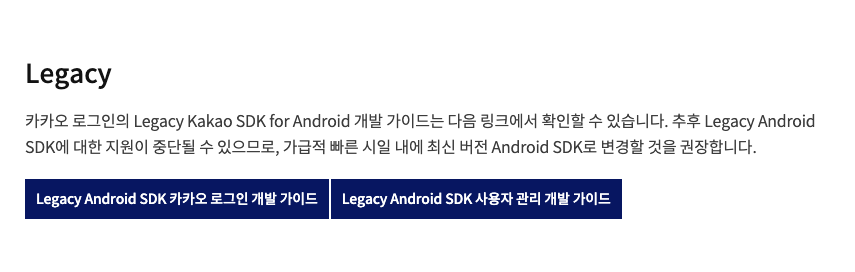 Legacy
카카오 로그인의 Legacy Kakao SDK for Android 개발 가이드는 다음 링크에서 확인할 수 있습니다. 추후 Legacy Android
SDK에 대한 지원이 중단될 수 있으므로, 가급적 빠른 시일 내에 최신 버전 Android SDK로 변경할 것을 권장합니다.
Legacy Android SDK 카카오 로그인 개발 가이드 Legacy Android SDK 사용자 관리 개발 가이드